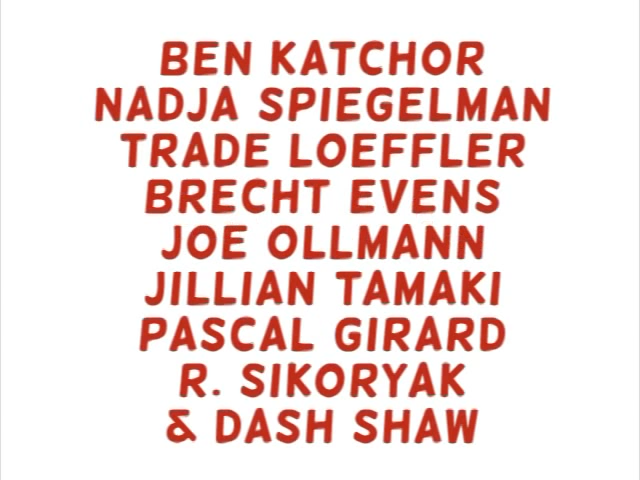 BEN KATCHOR
NADJA SPIEGELMAN
TRADE LOEFFLER
BRECHT EVENS
JOE OLLMANN
JILLIAN TAMAKI
PASCAL GIRARD
R. SIKORYAK
& DASH SHAW